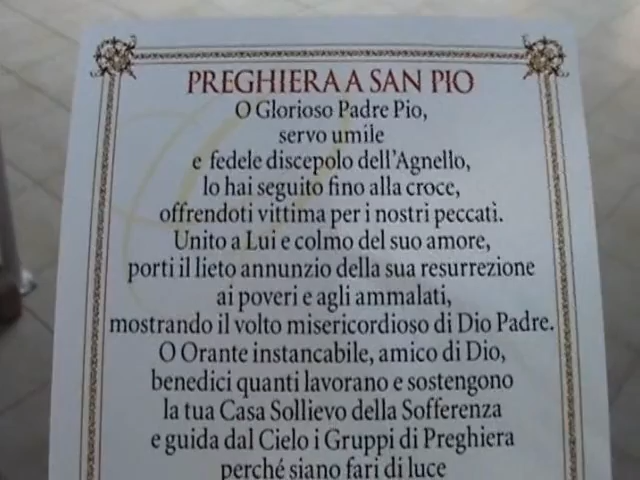 PREGHIERA A SAN PIO
O Glorioso Padre Pio,
servo umile
e fedele discepolo dell'Agnello,
lo hai seguito fino alla croce,
offrendoti vittima per i nostri peccati.
Unito a Lui e colmo del suo amore,
porti il lieto annunzio della sua resurrezione
ai poveri e agli ammalati,
mostrando il volto misericordioso di Dio Padre.
O Orante instancabile, amico di Dio,
benedici quanti lavorano e sostengono
la tua Casa Sollievo della Sofferenza
e guida dal Cielo i Gruppi di Preghiera
perché siano fari di luce